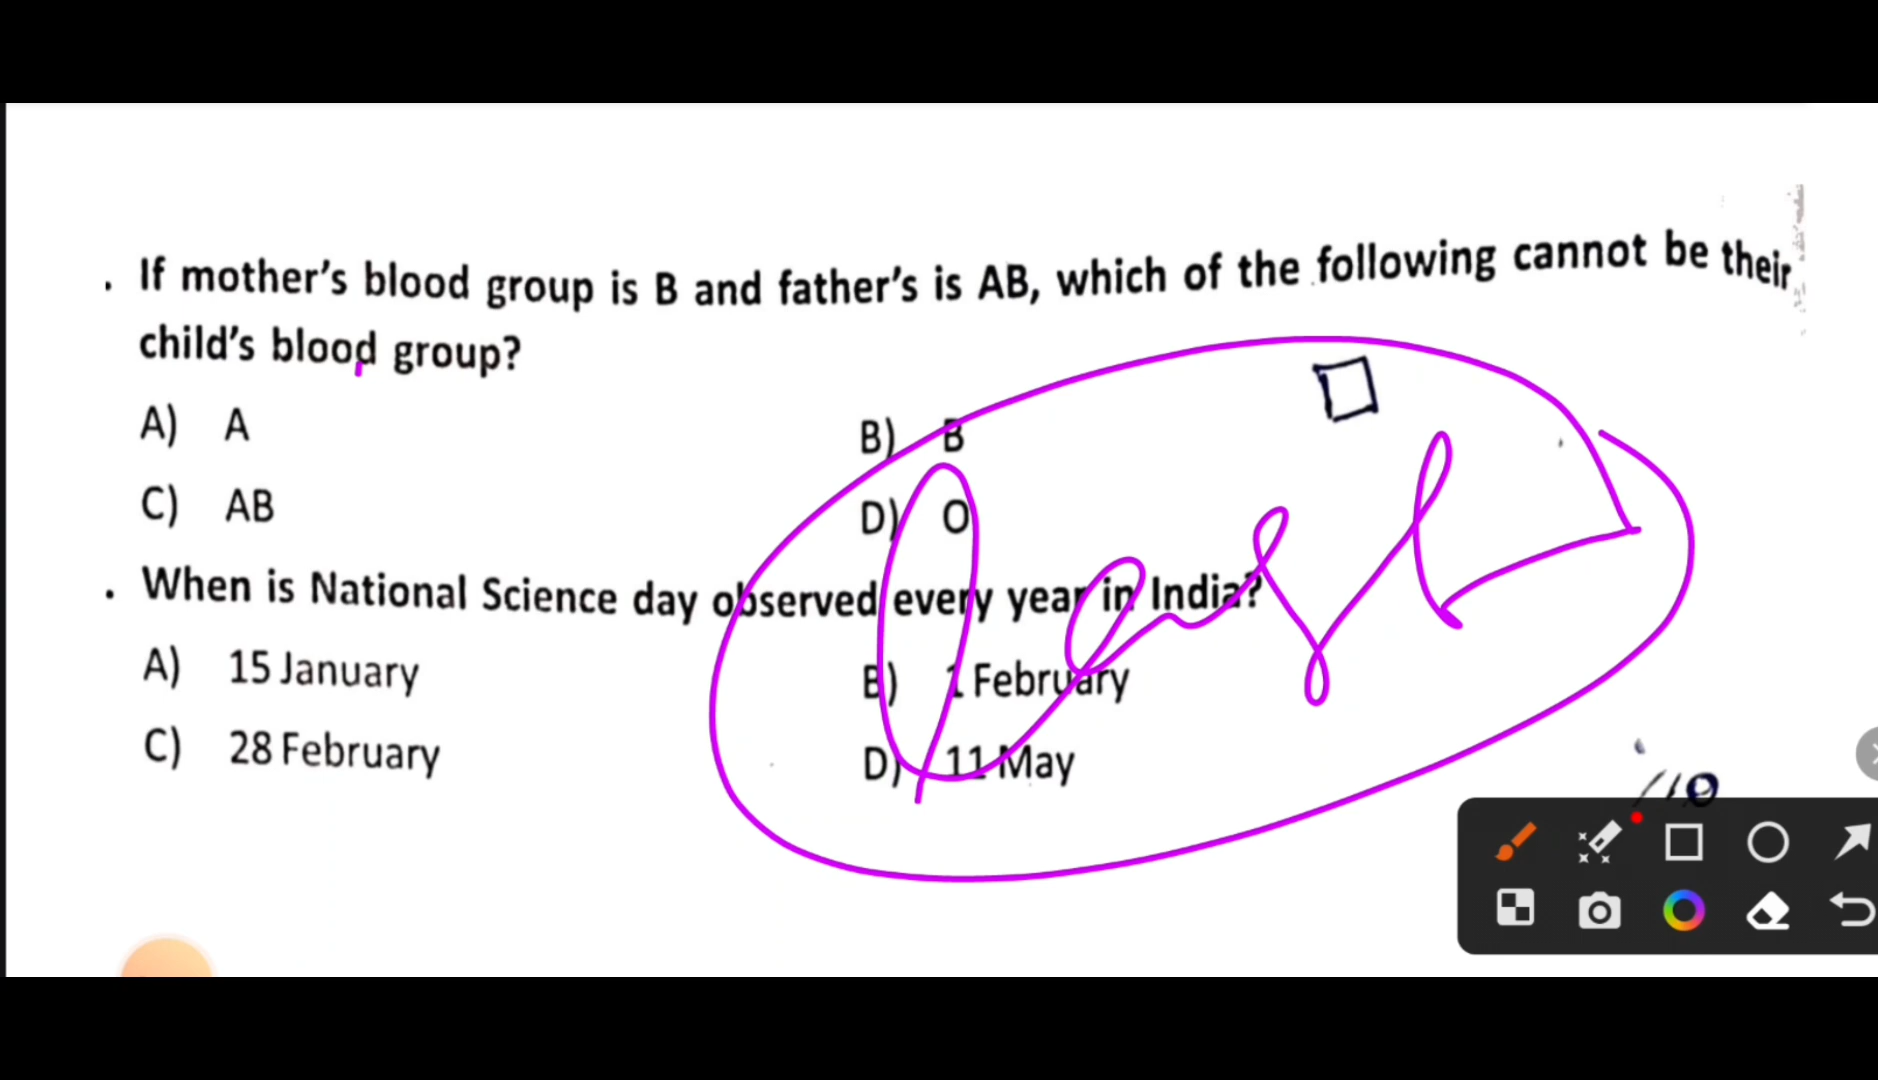 . If mother's blood group is B and father's is AB, which of the following cannot be their
child's blood group?
A) A B) B
C) AB D) O
. When is National Science day observed every year in India?
A) 15 January B) 1 February
C) 28 February D) 11 May